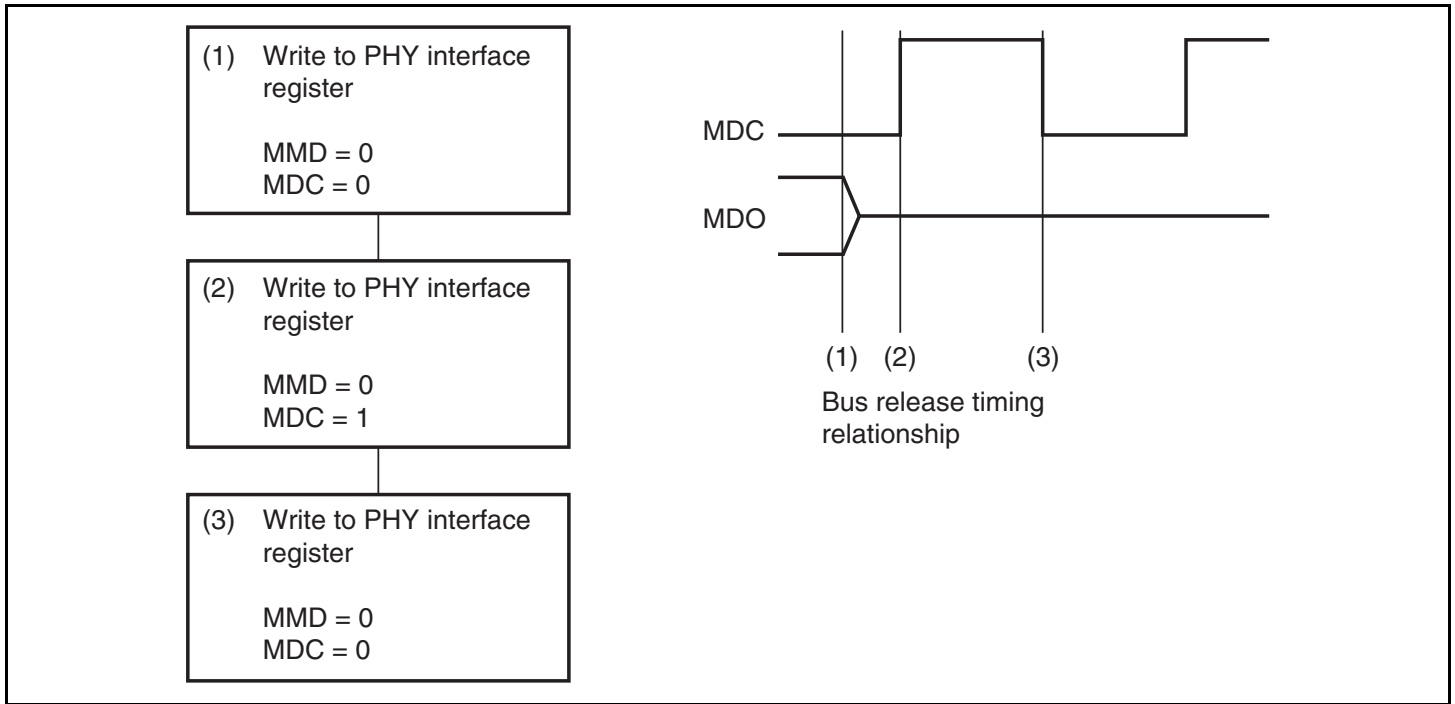 (1) Write to PHY interface
register
MMD = 0
MDC = 0
(2) Write to PHY interface
register
MMD = 0
MDC = 1
(3) Write to PHY interface
register
MMD = 0
MDC = 0
MDC
MDO
(1) (2) (3)
Bus release timing
relationship